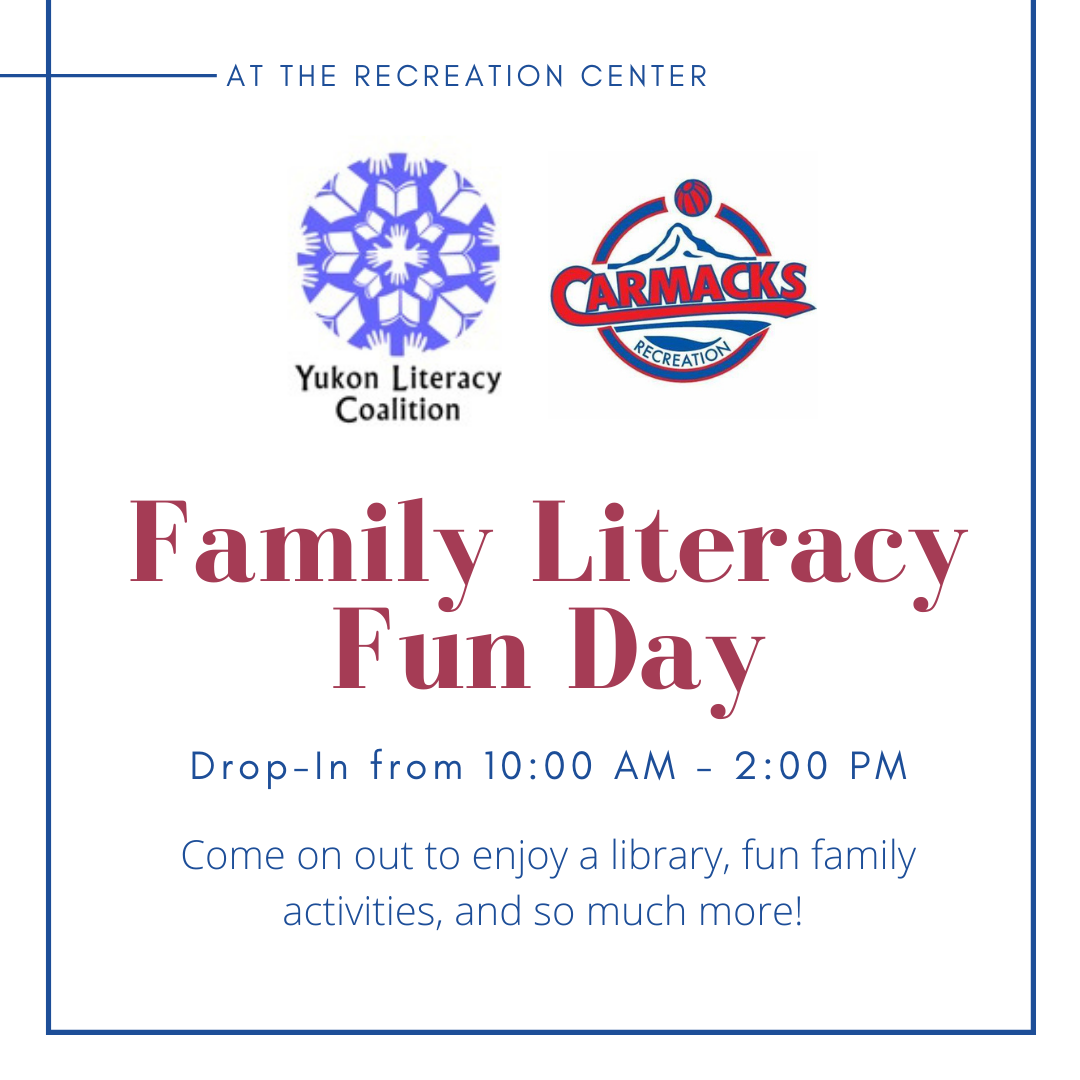 AT THE RECREATION CENTER
Yukon Literacy
Coalition
CARMACKS
RECREATION
Family Literacy
Fun Day
Drop-In from 10:00 AM - 2:00 PM
Come on out to enjoy a library, fun family
activities, and so much more!